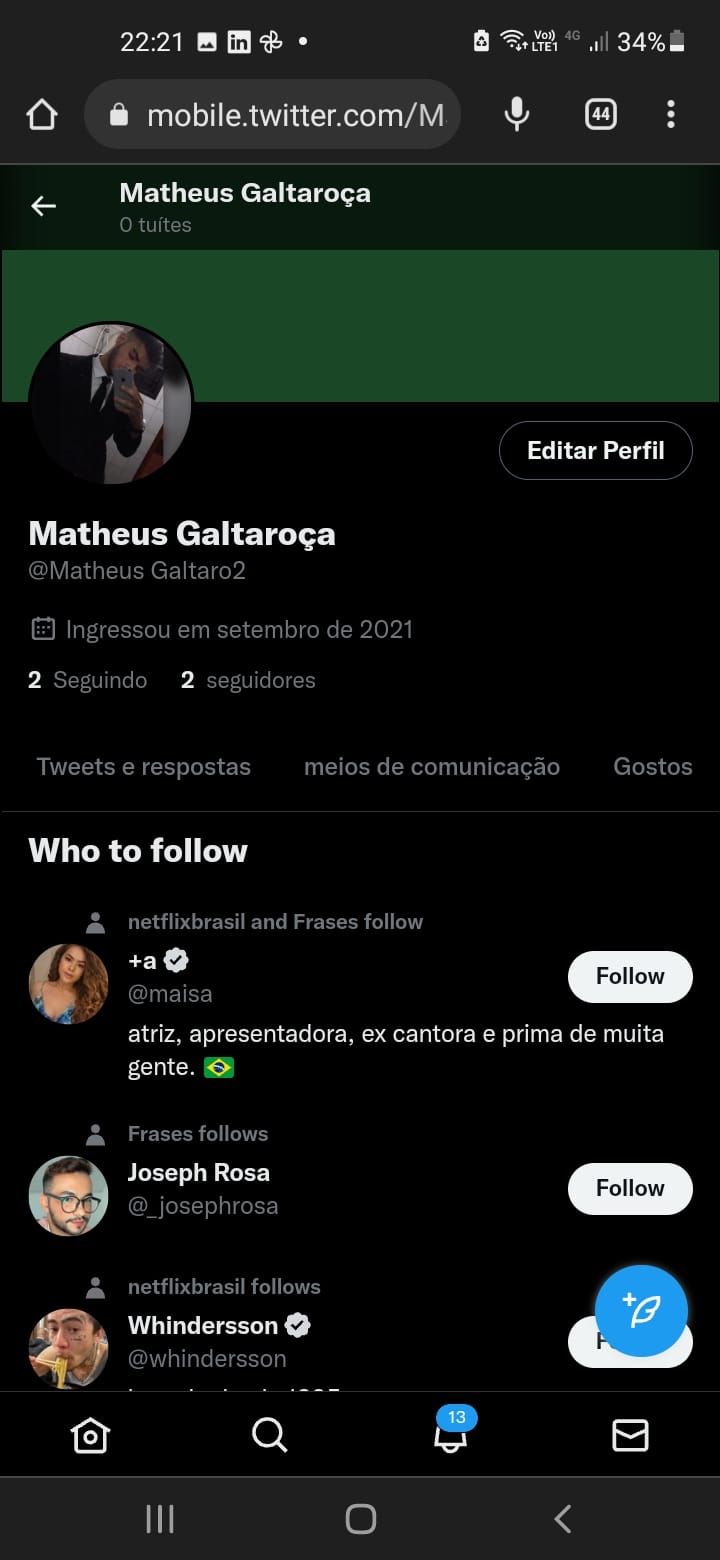 22:21 in Vo)) LTE1 4G 34%
mobile.twitter.com/M 44
Matheus Galtaroça
0 tuítes
Editar Perfil
Matheus Galtaroça
@Matheus Galtaro2
Ingressou em setembro de 2021
2 Seguindo 2 seguidores
Tweets e respostas meios de comunicação Gostos
Who to follow
netflixbrasil and Frases follow
+a
@maisa
Follow
atriz, apresentadora, ex cantora e prima de muita
gente.
Frases follows
Joseph Rosa
@_josephrosa
Follow
netflixbrasil follows
Whindersson
@whindersson
13